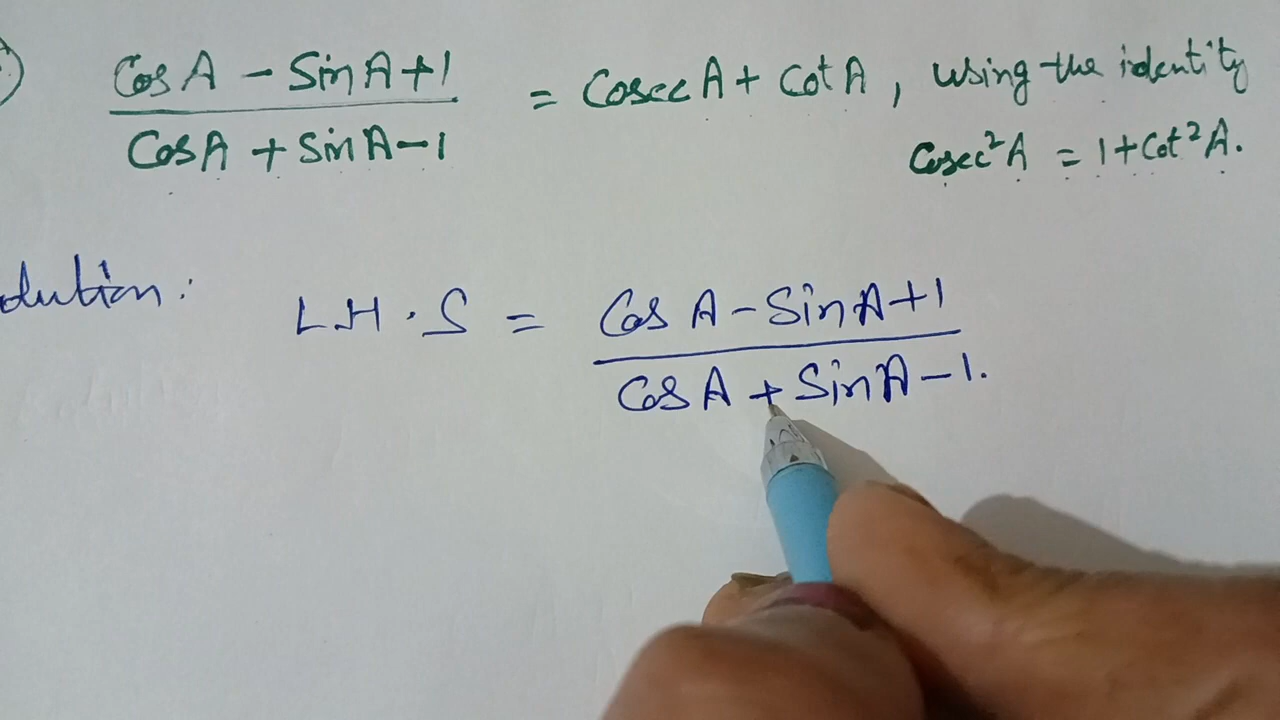 CosA - SinA+1
CosA + SinA-1
= CosecA + CotA, using the identity
Cosec²A = 1+Cot²A.
L.H.S = CosA-SinA+1
CosA + SinA-1.